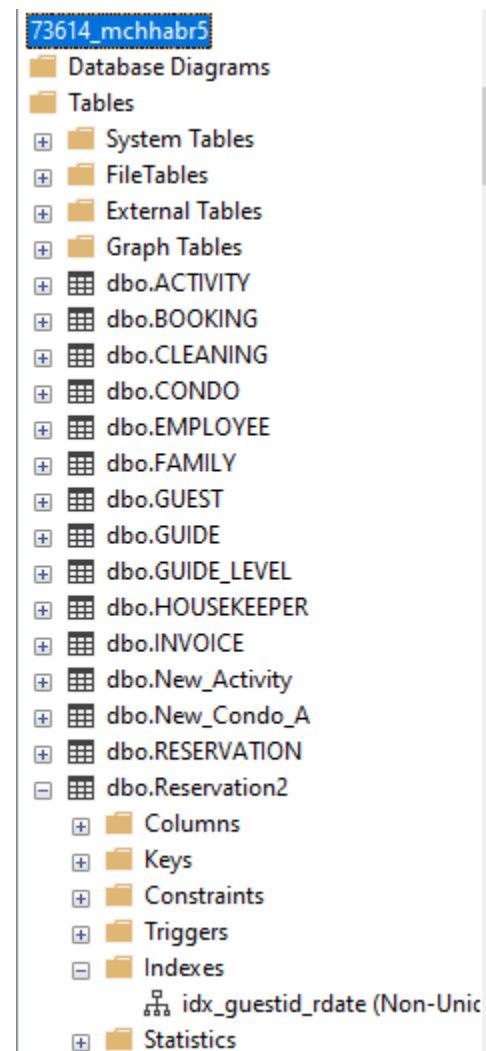 73614_mchhabr5
Database Diagrams
Tables
System Tables
FileTables
External Tables
Graph Tables
dbo.ACTIVITY
dbo.BOOKING
dbo.CLEANING
dbo.CONDO
dbo.EMPLOYEE
dbo.FAMILY
dbo.GUEST
dbo.GUIDE
dbo.GUIDE_LEVEL
dbo.HOUSEKEEPER
dbo.INVOICE
dbo.New_Activity
dbo.New_Condo_A
dbo.RESERVATION
dbo.Reservation2
Columns
Keys
Constraints
Triggers
Indexes
idx_guestid_rdate (Non-Unic
Statistics